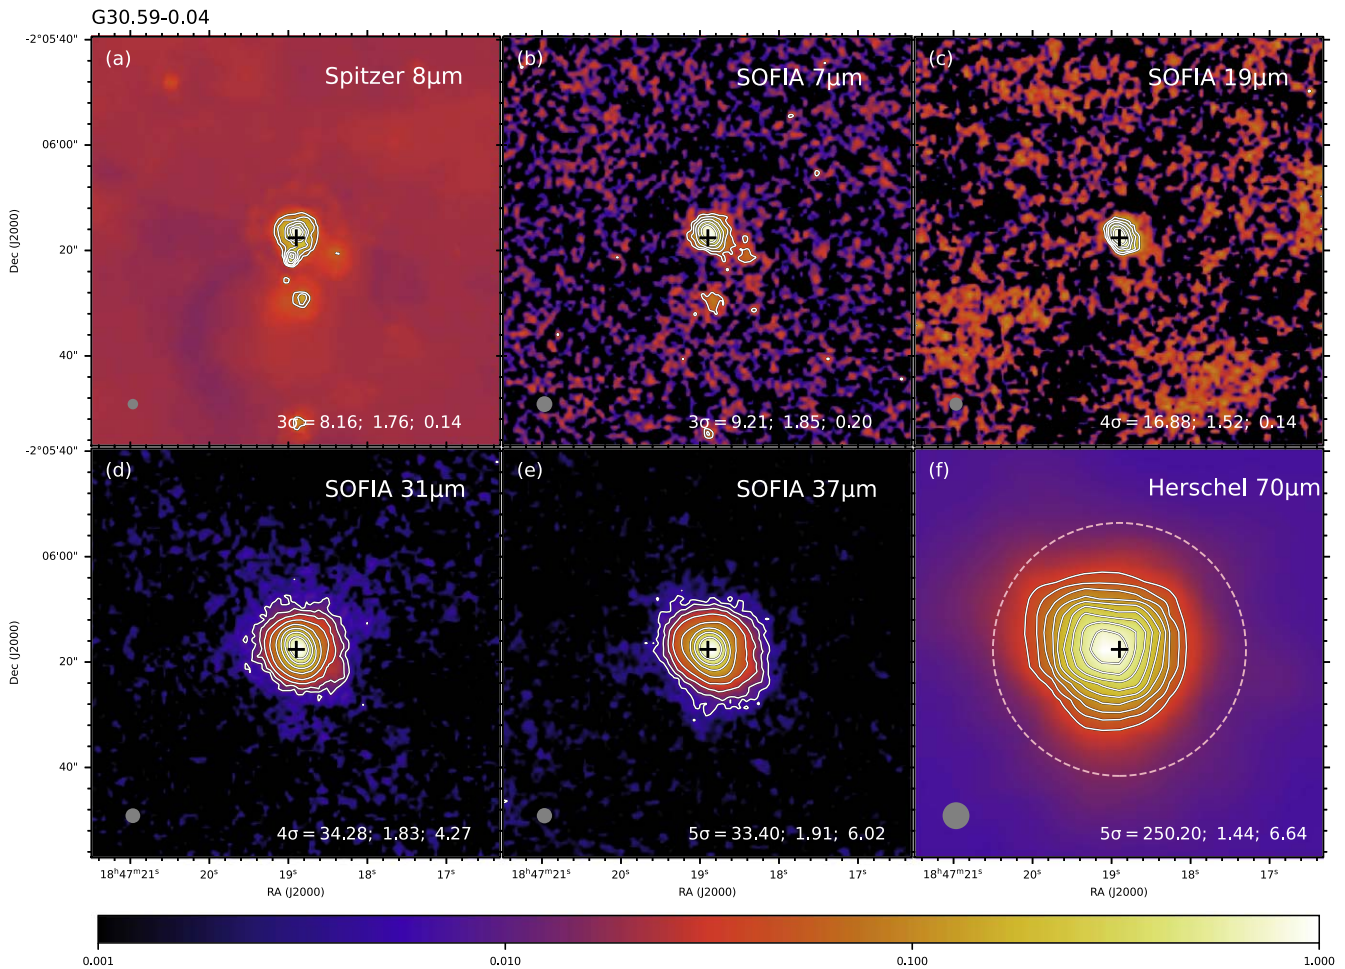 G30.59-0.04
(a) Spitzer 8μm
(b) SOFIA 7μm
(c) SOFIA 19μm
-2°05'40"
06'00"
20"
40"
Dec (J2000)
3σ = 8.16; 1.76; 0.14
3σ = 9.21; 1.85; 0.20
4σ = 16.88; 1.52; 0.14
(d) SOFIA 31μm
(e) SOFIA 37μm
(f) Herschel 70μm
-2°05'40"
06'00"
20"
40"
Dec (J2000)
4σ = 34.28; 1.83; 4.27
5σ = 33.40; 1.91; 6.02
5σ = 250.20; 1.44; 6.64
18ʰ47ᵐ21ˢ 20ˢ 19ˢ 18ˢ 17ˢ
18ʰ47ᵐ21ˢ 20ˢ 19ˢ 18ˢ 17ˢ
18ʰ47ᵐ21ˢ 20ˢ 19ˢ 18ˢ 17ˢ
RA (J2000)
RA (J2000)
RA (J2000)
0.001 0.010 0.100 1.000